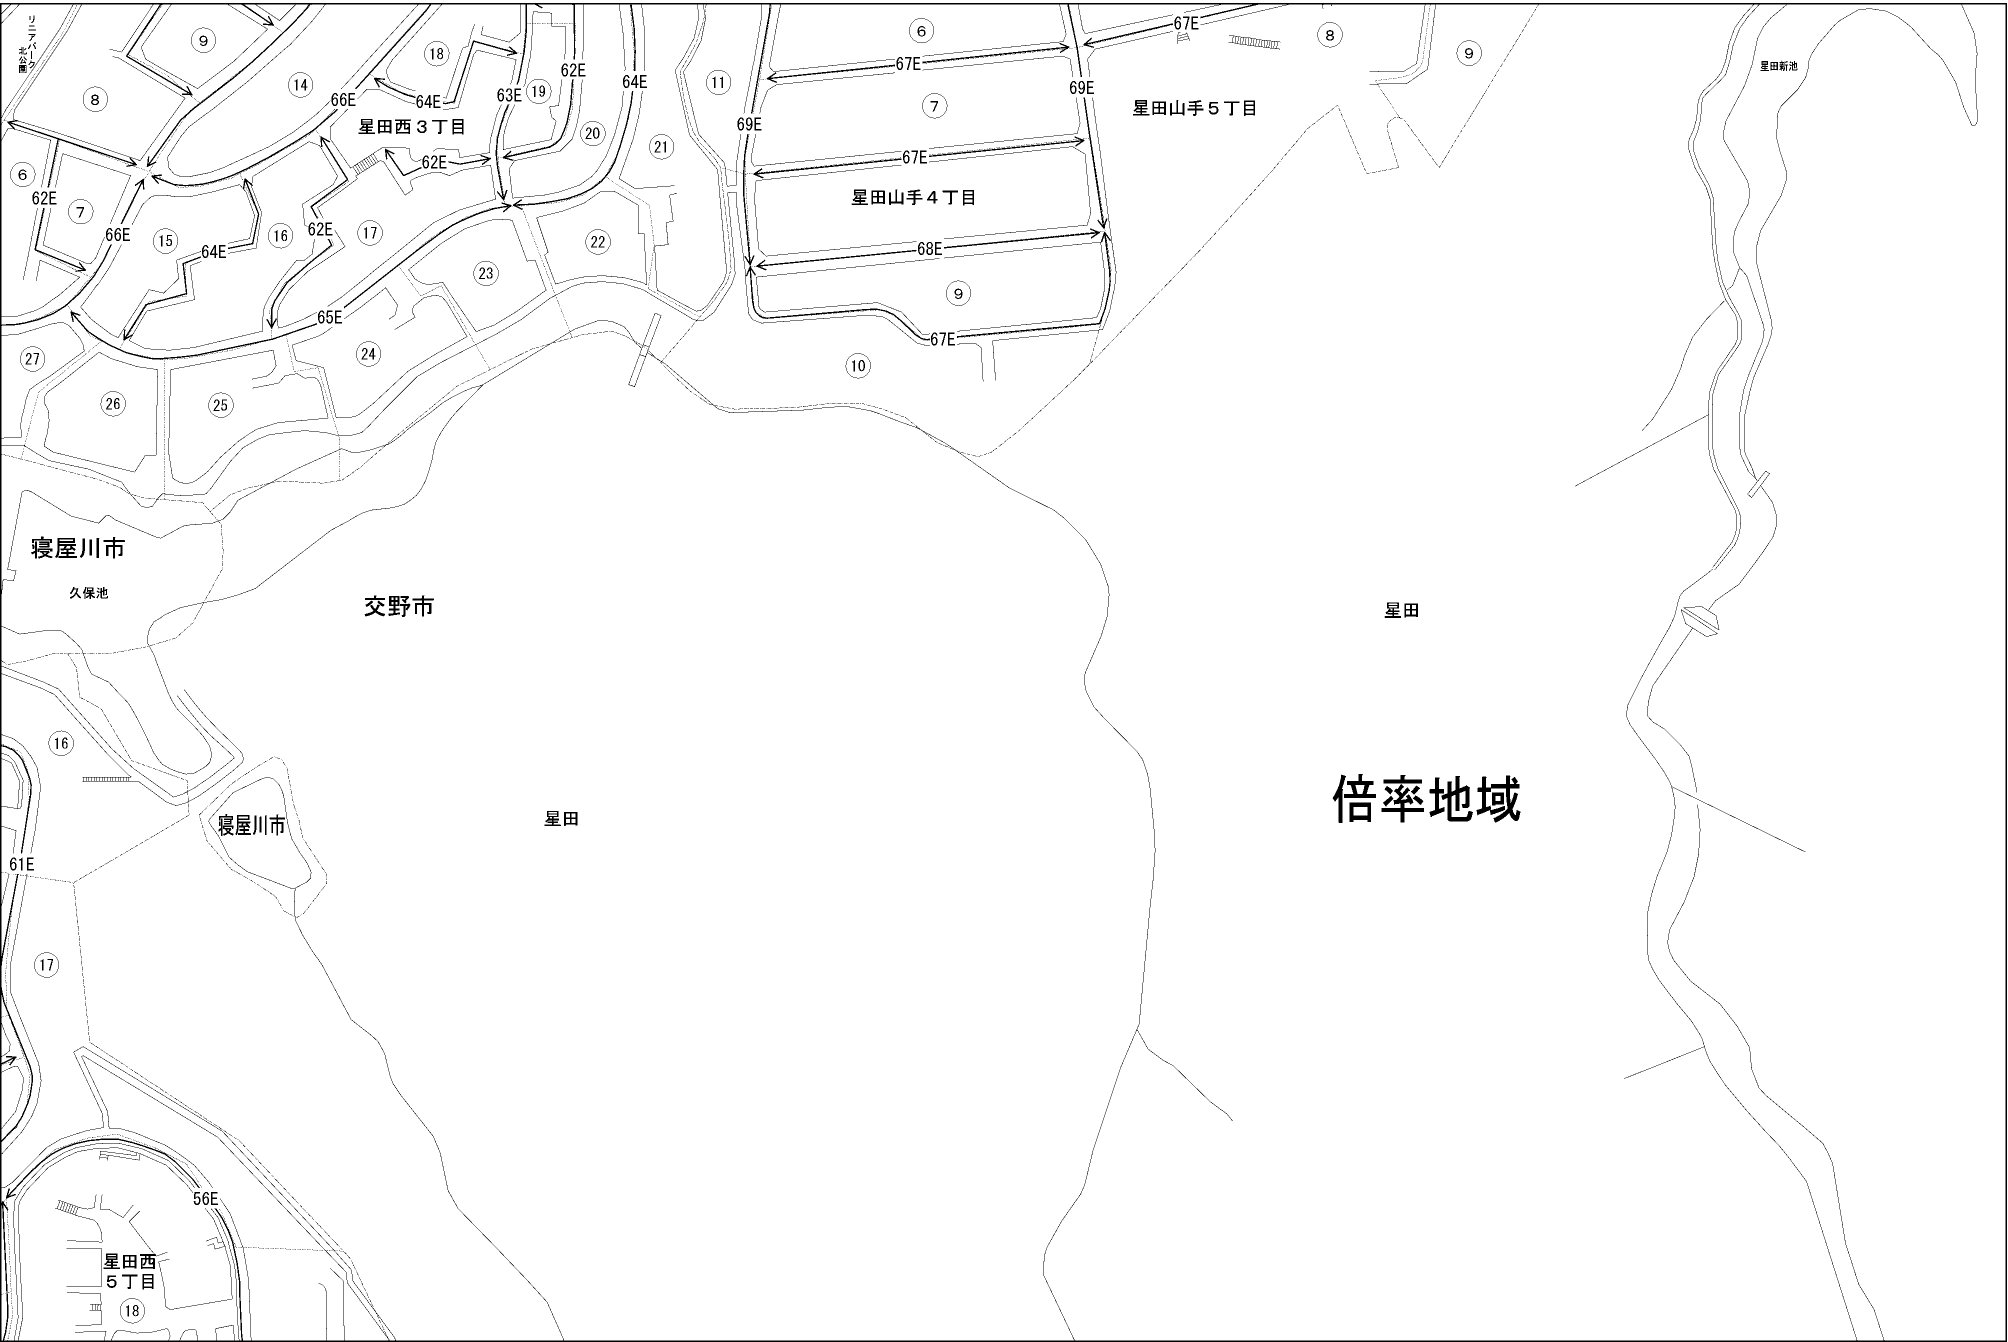 リニアパーク
北公園
9
8
14
18
19
62E
64E
11
6
67E
67E
8
9
星田新池
66E
64E
63E
20
21
69E
7
69E
星田山手5丁目
星田西3丁目
62E
67E
星田山手4丁目
6
62E
7
66E
15
64E
16
62E
17
23
22
68E
9
65E
67E
27
24
10
26
25
寝屋川市
久保池
交野市
星田
16
倍率地域
寝屋川市
星田
61E
17
56E
星田西
5丁目
18